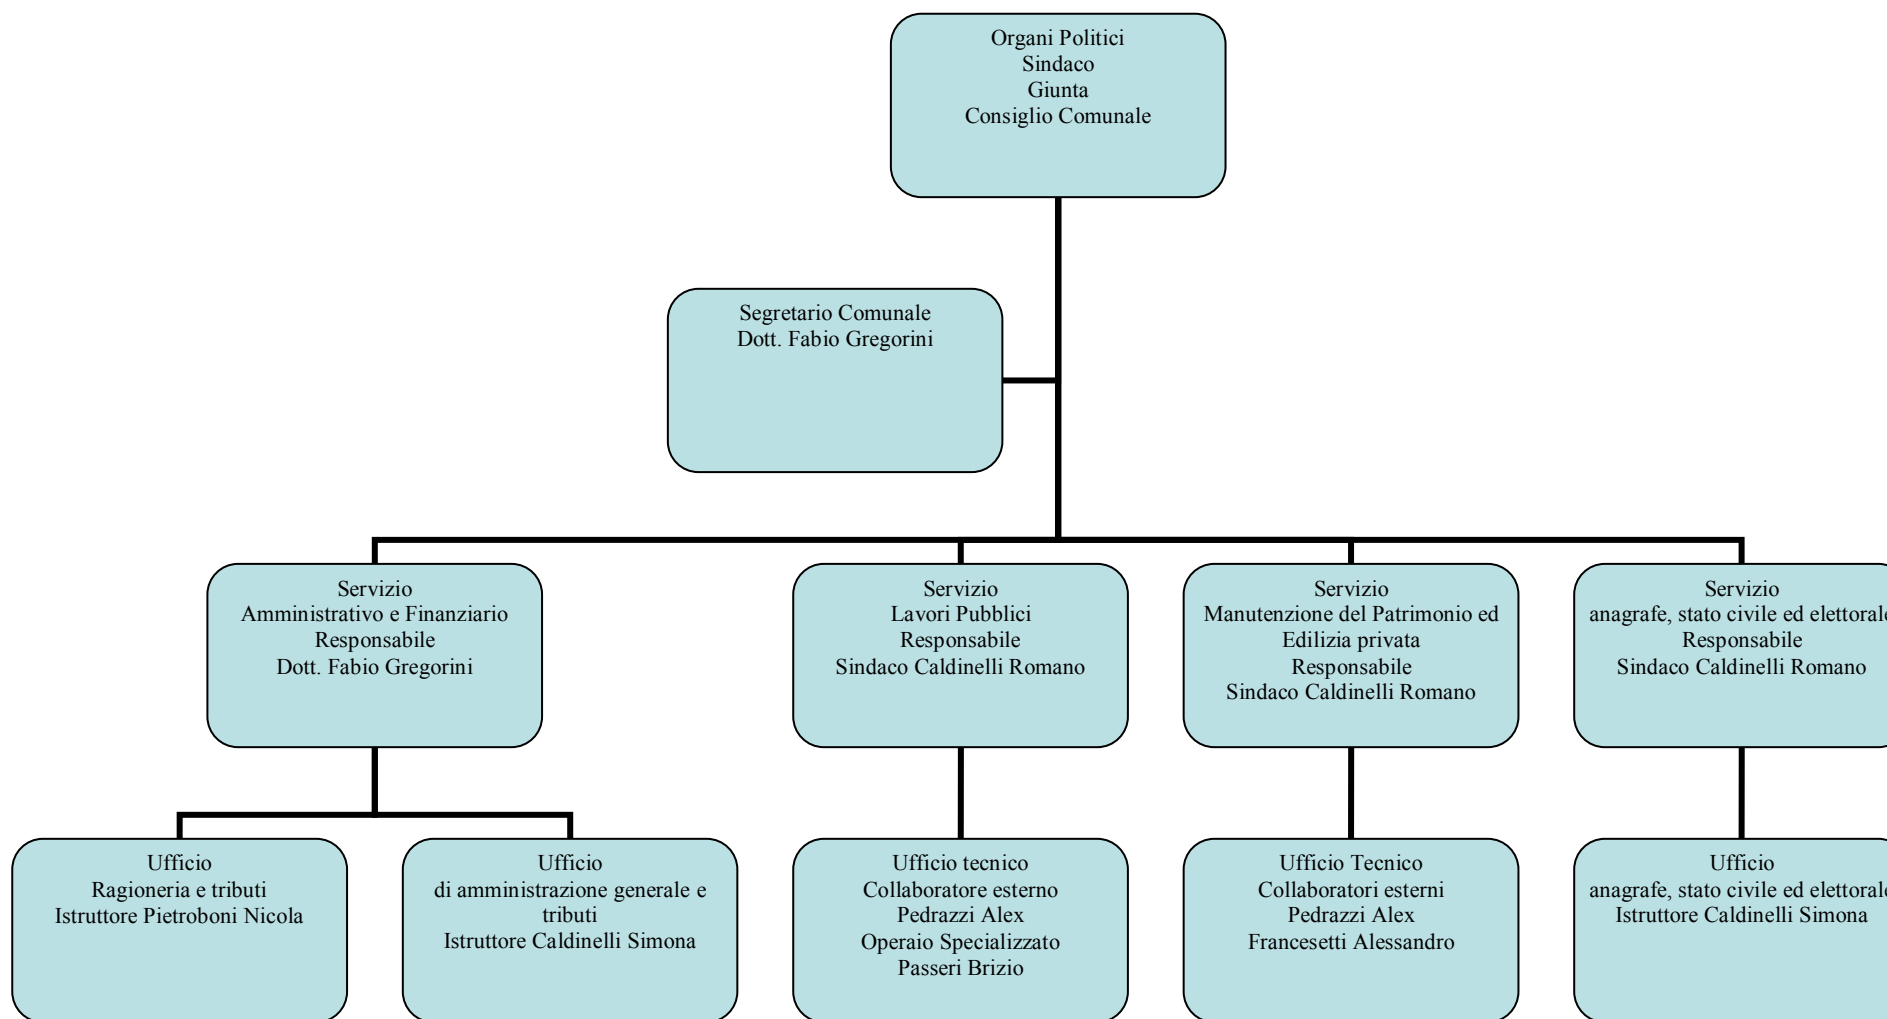 Organi Politici
Sindaco
Giunta
Consiglio Comunale
Segretario Comunale
Dott. Fabio Gregorini
Servizio
Amministrativo e Finanziario
Responsabile
Dott. Fabio Gregorini
Servizio
Lavori Pubblici
Responsabile
Sindaco Caldinelli Romano
Servizio
Manutenzione del Patrimonio ed
Edilizia privata
Responsabile
Sindaco Caldinelli Romano
Servizio
anagrafe, stato civile ed elettorale
Responsabile
Sindaco Caldinelli Romano
Ufficio
Ragioneria e tributi
Istruttore Pietroboni Nicola
Ufficio
di amministrazione generale e
tributi
Istruttore Caldinelli Simona
Ufficio tecnico
Collaboratore esterno
Pedrazzi Alex
Operaio Specializzato
Passeri Brizio
Ufficio Tecnico
Collaboratori esterni
Pedrazzi Alex
Francesetti Alessandro
Ufficio
anagrafe, stato civile ed elettorale
Istruttore Caldinelli Simona